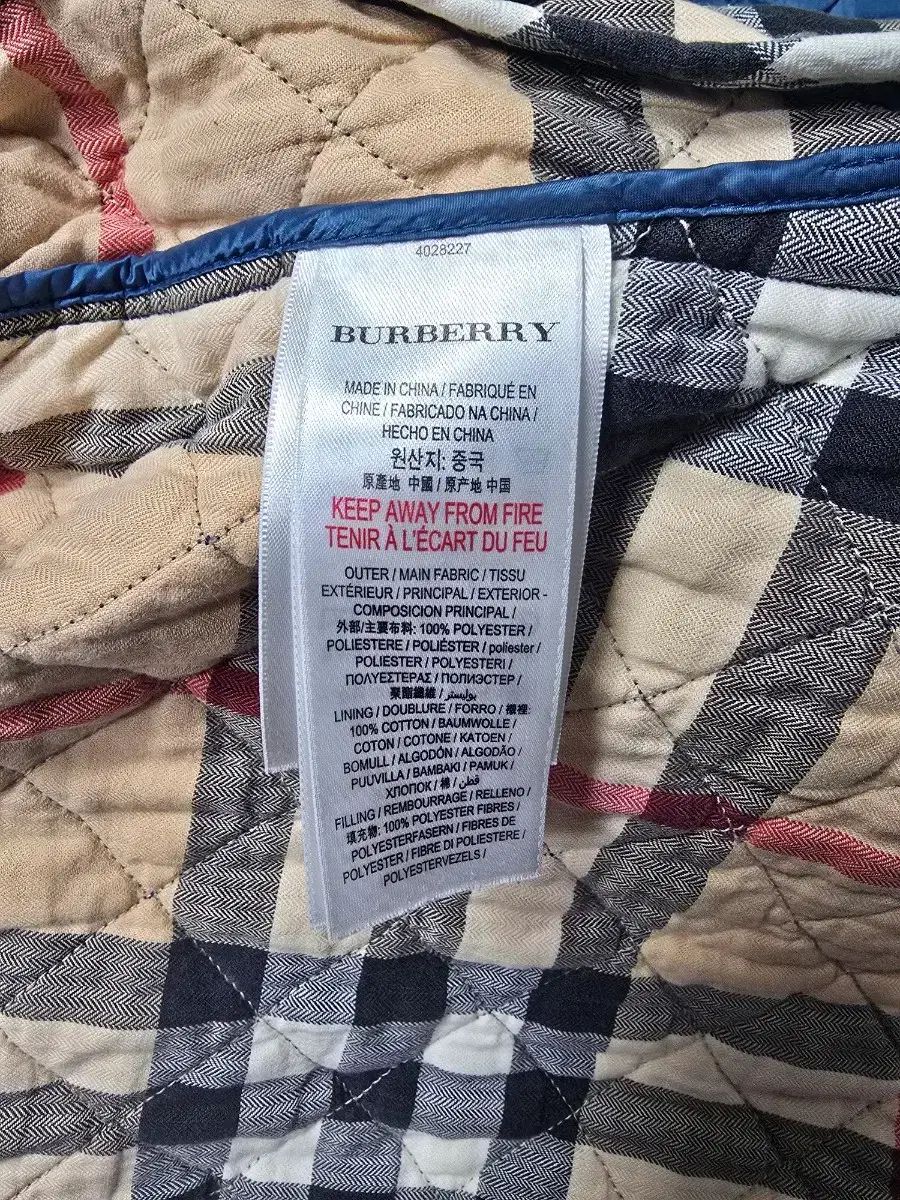 4028227
BURBERRY
MADE IN CHINA / FABRIQUÉ EN
CHINE / FABRICADO NA CHINA /
HECHO EN CHINA
원산지: 중국
原產地 中國 / 原产地 中国
KEEP AWAY FROM FIRE
TENIR À L'ÉCART DU FEU
OUTER / MAIN FABRIC / TISSU
EXTÉRIEUR / PRINCIPAL / EXTERIOR -
COMPOSICION PRINCIPAL /
外部/主要布料: 100% POLYESTER /
POLIESTERE / POLIÉSTER / poliester /
POLIESTER / POLYESTERI /
ΠΟΛΥΕΣΤΕΡΑΣ / ПОЛИЭСТЕР /
聚酯纖維 / بوليستر /
LINING / DOUBLURE / FORRO / 裡裡:
100% COTTON / BAUMWOLLE /
COTON / COTONE / KATOEN /
BOMULL / ALGODÓN / ALGODÃO /
PUUVILLA / BAMBAKI / PAMUK /
ХЛОПОК / 棉 / قطن /
FILLING / REMBOURRAGE / RELLENO /
填充物: 100% POLYESTER FIBRES /
POLYESTERFASERN / FIBRES DE
POLYESTER / FIBRE DI POLIESTERE /
POLYESTERVEZELS /